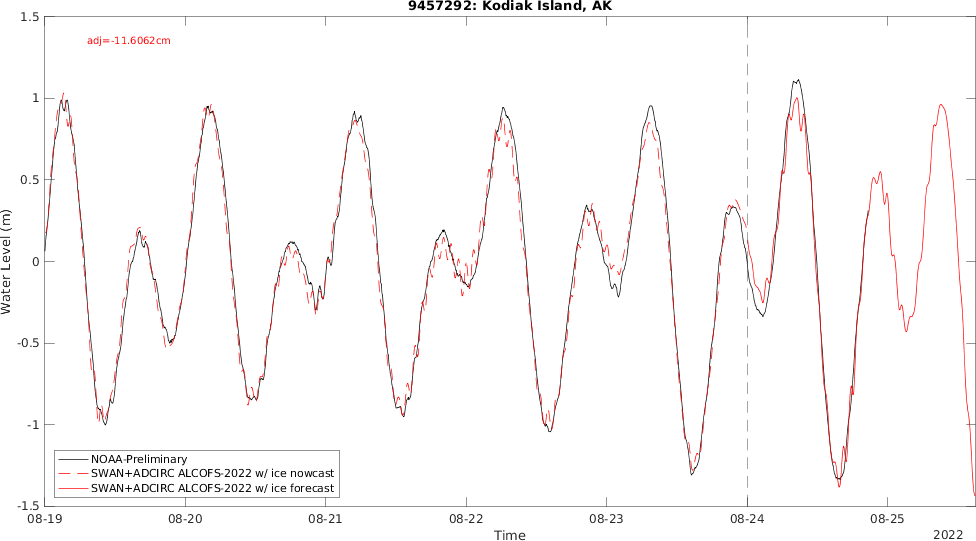 9457292: Kodiak Island, AK
adj=-11.6062cm
1.5
1
0.5
0
-0.5
-1
-1.5
Water Level (m)
NOAA-Preliminary
SWAN+ADCIRC ALCOFS-2022 w/ ice nowcast
SWAN+ADCIRC ALCOFS-2022 w/ ice forecast
08-19 08-20 08-21 08-22 08-23 08-24 08-25
Time
2022